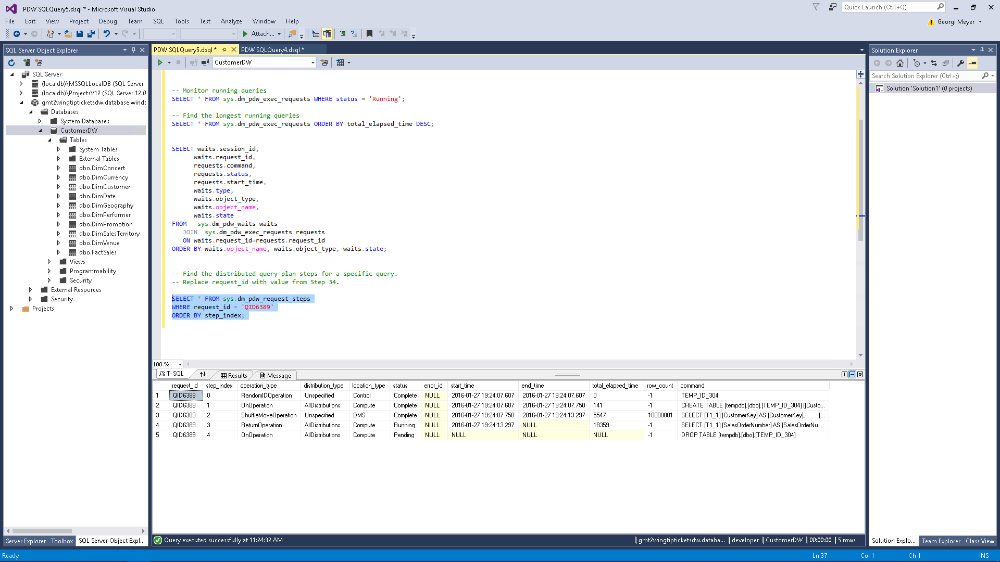 PDW SQLQuery5.dsql * - Microsoft Visual Studio
Quick Launch (Ctrl+Q)
File Edit View Project Debug Team SQL Tools Test Analyze Window Help
Georgi Meyer
Attach...
SQL Server Object Explorer
SQL Server
(localdb)\MSSQLLocalDB (SQL Server
(localdb)\ProjectsV12 (SQL Server 12.0
gmt2wingtipticketsdw.database.windo
Databases
System Databases
CustomerDW
Tables
System Tables
External Tables
dbo.DimConcert
dbo.DimCurrency
dbo.DimCustomer
dbo.DimDate
dbo.DimGeography
dbo.DimPerformer
dbo.DimPromotion
dbo.DimSalesTerritory
dbo.DimVenue
dbo.FactSales
Views
Programmability
Security
External Resources
Security
Projects
Server Explorer Toolbox SQL Server Object Expl...
PDW SQLQuery5.dsql * PDW SQLQuery4.dsql *
CustomerDW
-- Monitor running queries
SELECT * FROM sys.dm_pdw_exec_requests WHERE status = 'Running';
-- Find the longest running queries
SELECT * FROM sys.dm_pdw_exec_requests ORDER BY total_elapsed_time DESC;
SELECT waits.session_id,
waits.request_id,
requests.command,
requests.status,
requests.start_time,
waits.type,
waits.object_type,
waits.object_name,
waits.state
FROM sys.dm_pdw_waits waits
JOIN sys.dm_pdw_exec_requests requests
ON waits.request_id=requests.request_id
ORDER BY waits.object_name, waits.object_type, waits.state;
-- Find the distributed query plan steps for a specific query.
-- Replace request_id with value from Step 34.
SELECT * FROM sys.dm_pdw_request_steps
WHERE request_id = 'QID6389'
ORDER BY step_index;
100 %
T-SQL Results Message
request_id step_index operation_type distribution_type location_type status error_id start_time end_time total_elapsed_time row_count command
1 QID6389 0 RandomIDOperation Unspecified Control Complete NULL 2016-01-27 19:24:07.607 2016-01-27 19:24:07.607 0 -1 TEMP_ID_304
2 QID6389 1 OnOperation AllDistributions Compute Complete NULL 2016-01-27 19:24:07.607 2016-01-27 19:24:07.750 141 -1 CREATE TABLE [tempdb].[dbo].[TEMP_ID_304] ([Custo...
3 QID6389 2 ShuffleMoveOperation Unspecified DMS Complete NULL 2016-01-27 19:24:07.750 2016-01-27 19:24:13.297 5547 10000001 SELECT [T1_1].[CustomerKey] AS [CustomerKey], [...
4 QID6389 3 ReturnOperation AllDistributions Compute Running NULL 2016-01-27 19:24:13.297 NULL 18359 -1 SELECT [T1_1].[SalesOrderNumber] AS [SalesOrderNu...
5 QID6389 4 OnOperation AllDistributions Compute Pending NULL NULL NULL NULL -1 DROP TABLE [tempdb].[dbo].[TEMP_ID_304]
Query executed successfully at 11:24:32 AM
gmt2wingtipticketsdw.databa... developer CustomerDW 00:00:00 5 rows
Solution Explorer
Search Solution Explorer (Ctrl+;)
Solution 'Solution1' (0 projects)
Solution Explo... Team Explorer Class View
Ready
Ln 37 Col 1 Ch 1 INS